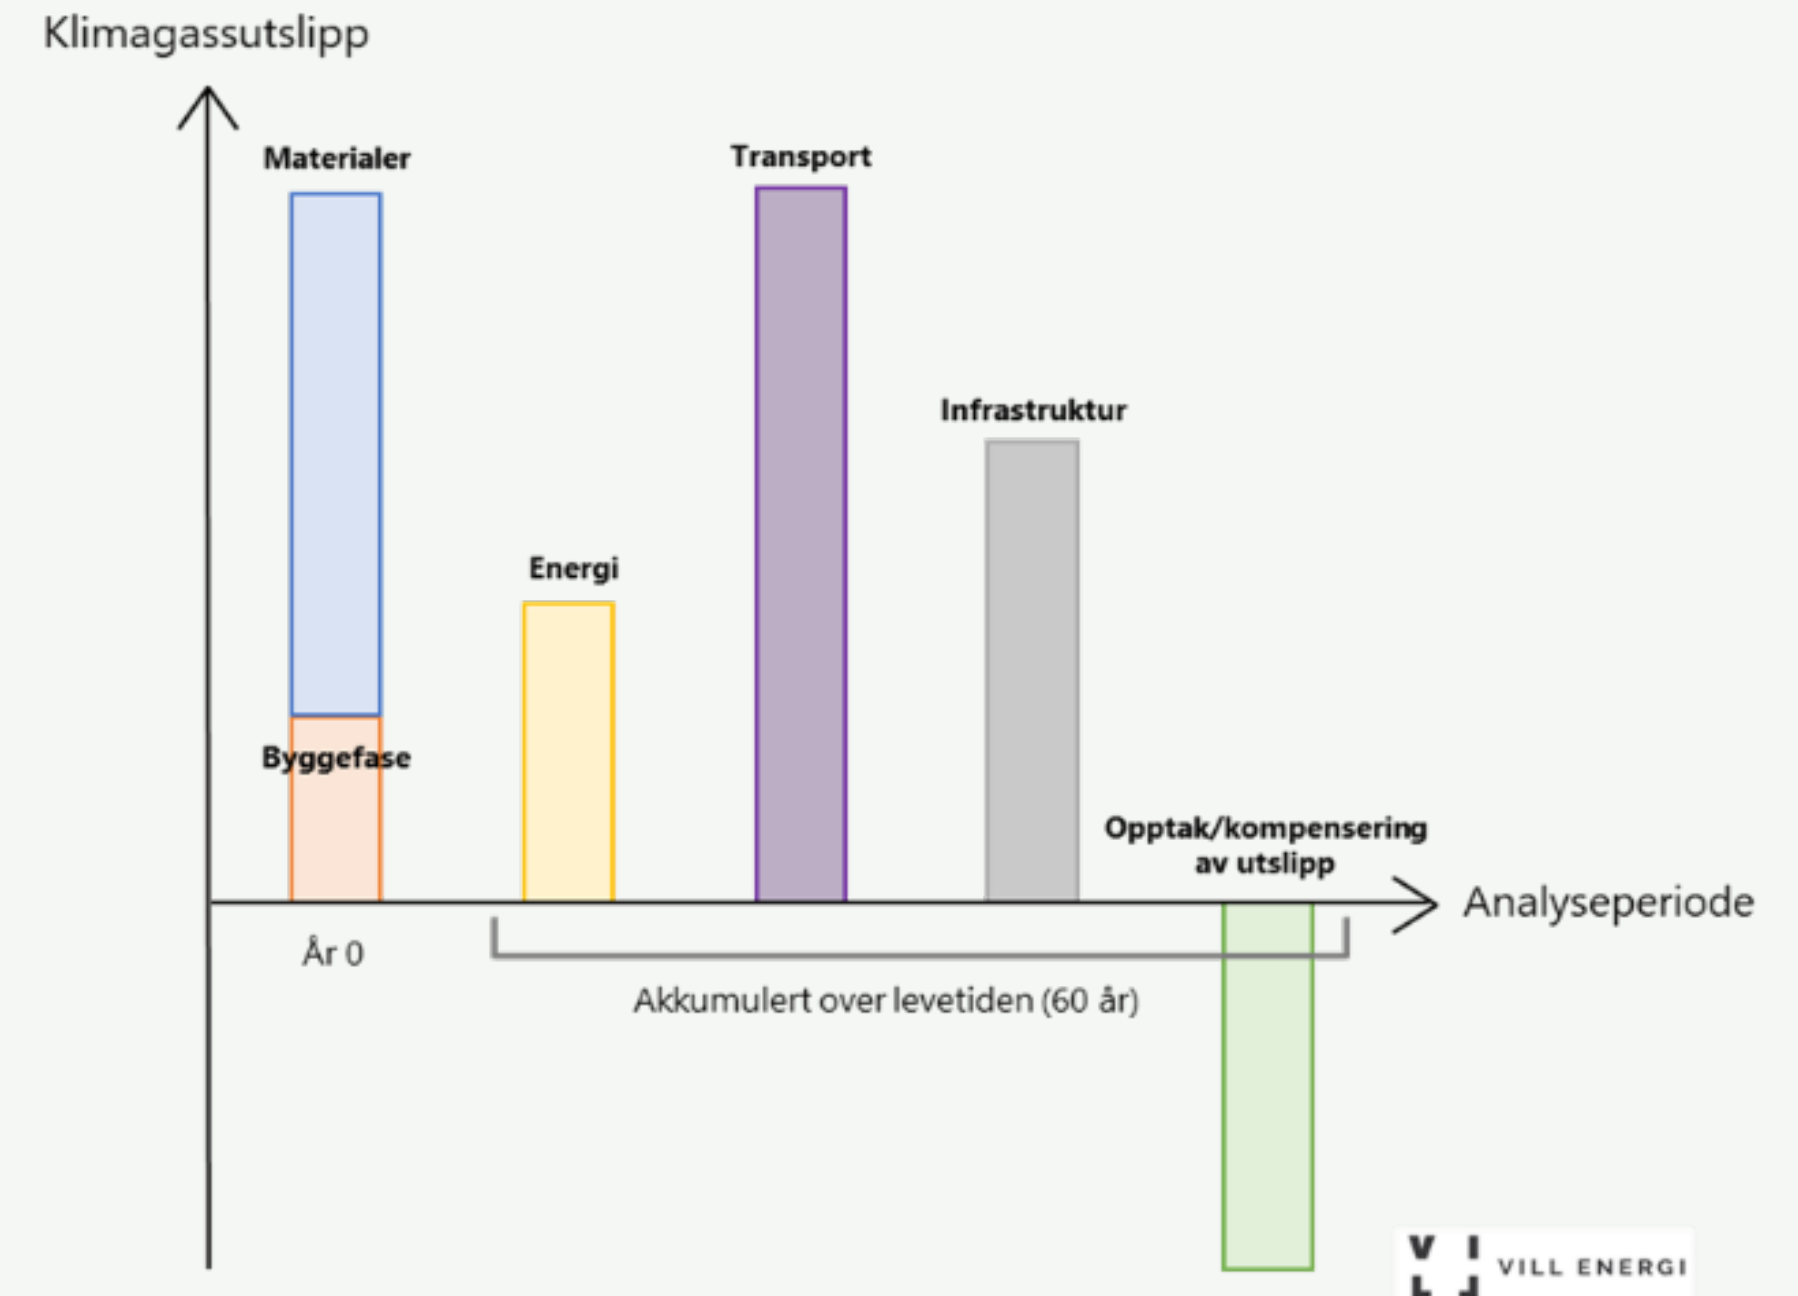 Klimagassutslipp
Materialer
Transport
Infrastruktur
Energi
Byggefase
Opptak/kompensering
av utslipp
Analyseperiode
År 0
Akkumulert over levetiden (60 år)
VILL ENERGI